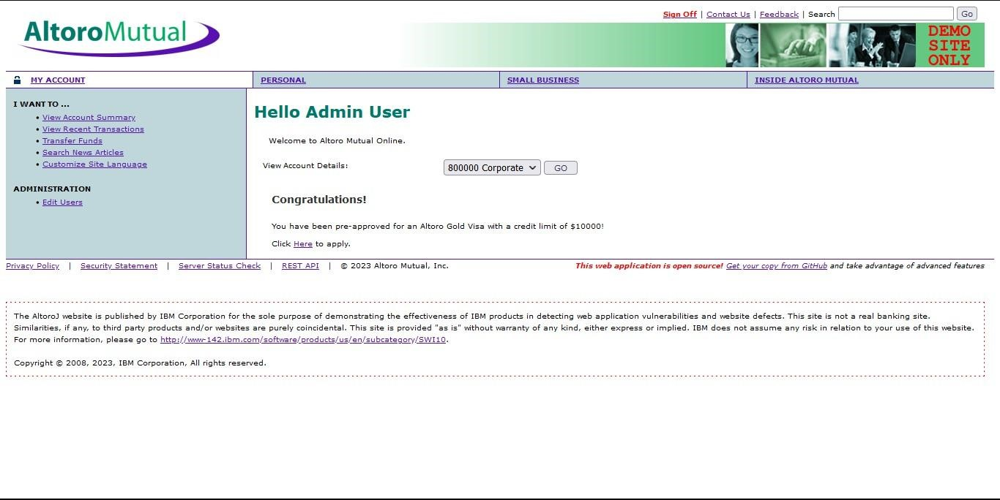 Sign Off | Contact Us | Feedback | Search Go
AltoroMutual
DEMO
SITE
ONLY
MY ACCOUNT PERSONAL SMALL BUSINESS INSIDE ALTORO MUTUAL
I WANT TO ...
• View Account Summary
• View Recent Transactions
• Transfer Funds
• Search News Articles
• Customize Site Language
ADMINISTRATION
• Edit Users
Hello Admin User
Welcome to Altoro Mutual Online.
View Account Details: 800000 Corporate GO
Congratulations!
You have been pre-approved for an Altoro Gold Visa with a credit limit of $10000!
Click Here to apply.
Privacy Policy | Security Statement | Server Status Check | REST API | © 2023 Altoro Mutual, Inc. This web application is open source! Get your copy from GitHub and take advantage of advanced features
The AltoroJ website is published by IBM Corporation for the sole purpose of demonstrating the effectiveness of IBM products in detecting web application vulnerabilities and website defects. This site is not a real banking site.
Similarities, if any, to third party products and/or websites are purely coincidental. This site is provided "as is" without warranty of any kind, either express or implied. IBM does not assume any risk in relation to your use of this website.
For more information, please go to http://www-142.ibm.com/software/products/us/en/subcategory/SWI10.
Copyright © 2008, 2023, IBM Corporation, All rights reserved.